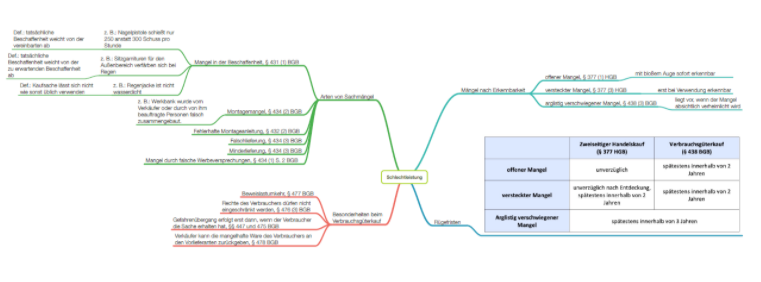 Def.: tatsächliche
Beschaffenheit weicht von der
vereinbarten ab
z. B.: Nagelpistole schießt nur
250 anstatt 300 Schuss pro
Stunde
Def.: tatsächliche
Beschaffenheit weicht von der
zu erwartenden Beschaffenheit
ab
z. B.: Sitzgarnituren für den
Außenbereich verfärben sich bei
Regen
Def.: Kaufsache lässt sich nicht
wie sonst üblich verwenden
z. B.: Regenjacke ist nicht
wasserdicht
Mangel in der Beschaffenheit, § 431 (1) BGB
z. B.: Werkbank wurde vom
Verkäufer oder durch von ihm
beauftragte Personen falsch
zusammengebaut
Montagemangel, § 434 (2) BGB
Fehlerhafte Montageanleitung, § 432 (2) BGB
Falschlieferung, § 434 (3) BGB
Minderlieferung, § 434 (3) BGB
Mangel durch falsche Werbeversprechungen, § 434 (1) S. 2 BGB
Arten von Sachmängel
Schlechtleistung
Beweislastumkehr, § 477 BGB
Rechte des Verbrauchers dürfen nicht
eingeschränkt werden, § 476 (3) BGB
Gefahrenübergang erfolgt erst dann, wenn der Verbraucher
die Sache erhalten hat, §§ 447 und 475 BGB
Verkäufer kann die mangelhafte Ware des Verbrauchers an
den Vorlieferanten zurückgeben, § 478 BGB
Besonderheiten beim
Verbrauchsgüterkauf
Mängel nach Erkennbarkeit
offener Mangel, § 377 (1) HGB
mit bloßem Auge sofort erkennbar
versteckter Mangel, § 377 (3) HGB
erst bei Verwendung erkennbar
arglistig verschwiegener Mangel, § 438 (3) BGB
liegt vor, wenn der Mangel
absichtlich verheimlicht wird
Rügefristen
Zweiseitiger Handelskauf
(§ 377 HGB)
Verbrauchsgüterkauf
(§ 438 BGB)
offener Mangel
unverzüglich
spätestens innerhalb von 2
Jahren
versteckter Mangel
unverzüglich nach Entdeckung,
spätestens innerhalb von 2
Jahren
spätestens innerhalb von 2
Jahren
Arglistig verschwiegener
Mangel
spätestens innerhalb von 3 Jahren